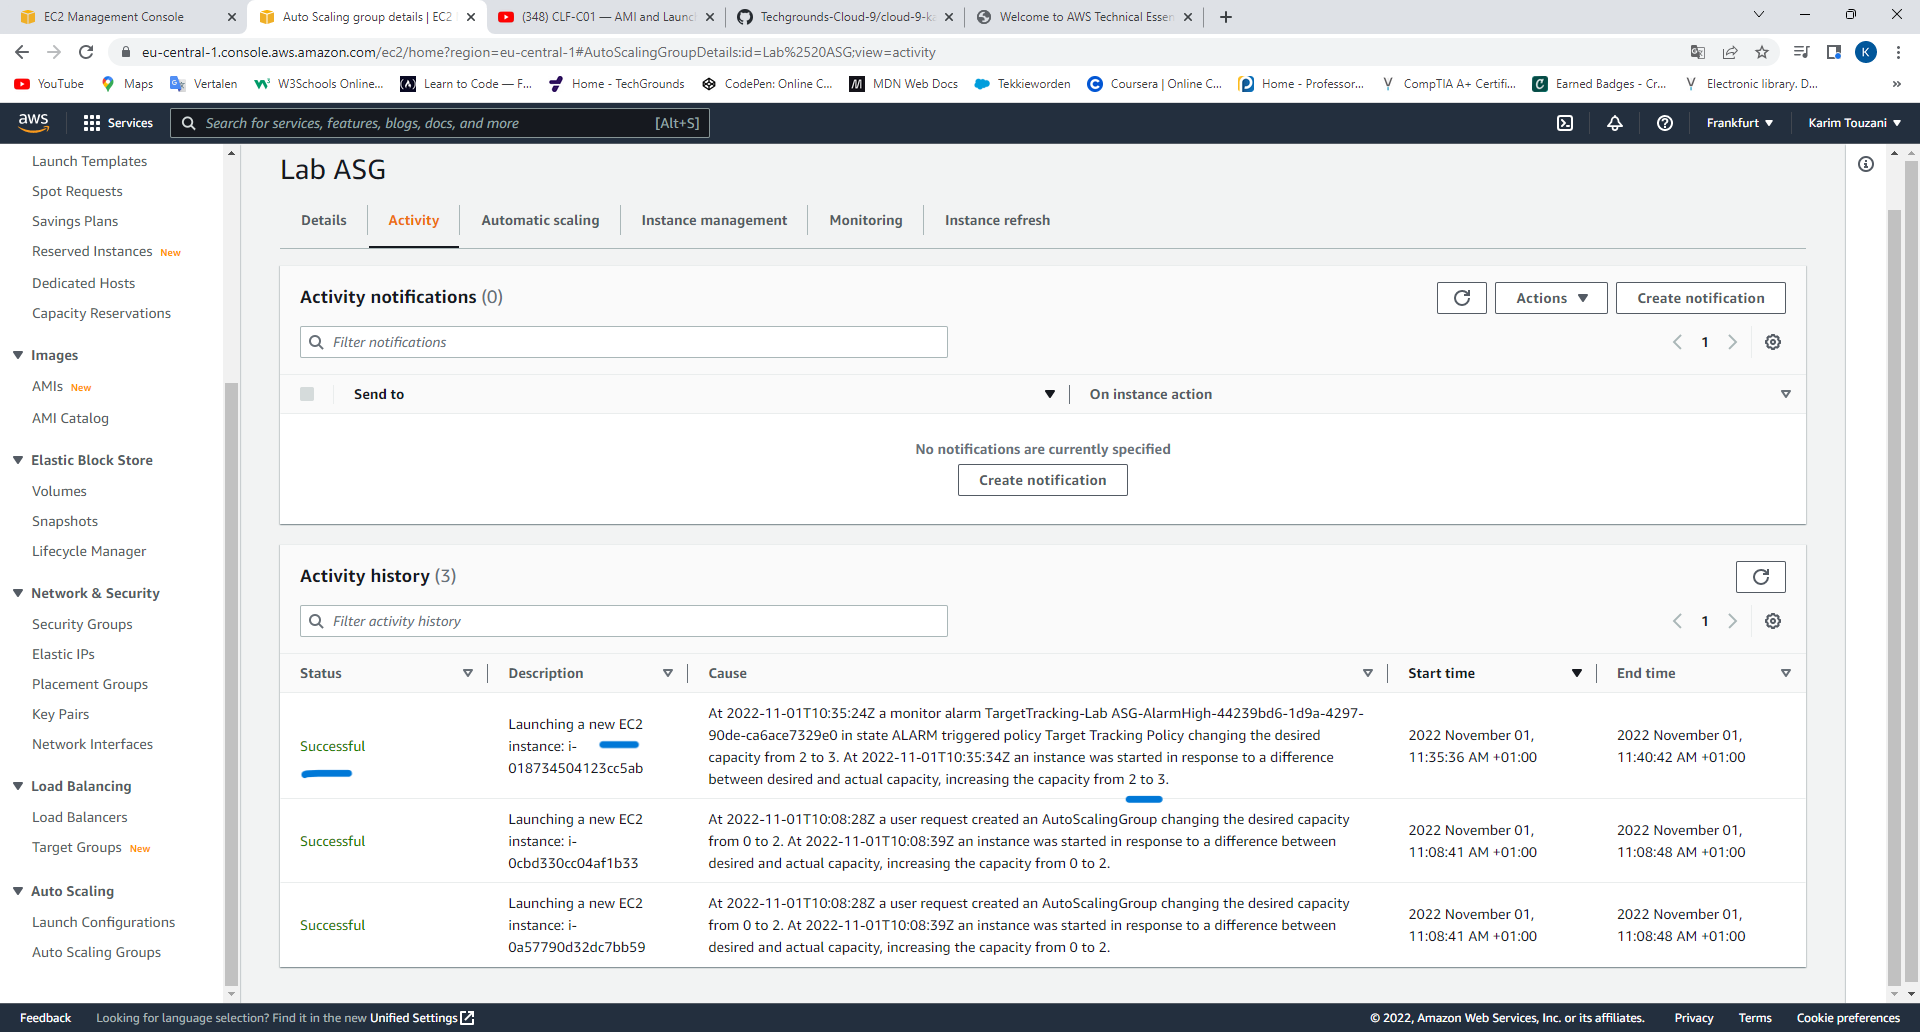 EC2 Management Console
Auto Scaling group details | EC2
(348) CLF-C01 — AMI and Launc
Techgrounds-Cloud-9/cloud-9-ka
Welcome to AWS Technical Essen
eu-central-1.console.aws.amazon.com/ec2/home?region=eu-central-1#AutoScalingGroupDetails:id=Lab%2520ASG;view=activity
K
YouTube
Maps
Vertalen
W3Schools Online...
Learn to Code — F...
Home - TechGrounds
CodePen: Online C...
MDN Web Docs
Tekkieworden
Coursera | Online C...
Home - Professor...
CompTIA A+ Certifi...
Earned Badges - Cr...
Electronic library. D...
aws
Services
Search for services, features, blogs, docs, and more
[Alt+S]
Frankfurt
Karim Touzani
Launch Templates
Spot Requests
Savings Plans
Reserved Instances New
Dedicated Hosts
Capacity Reservations
Images
AMIs New
AMI Catalog
Elastic Block Store
Volumes
Snapshots
Lifecycle Manager
Network & Security
Security Groups
Elastic IPs
Placement Groups
Key Pairs
Network Interfaces
Load Balancing
Load Balancers
Target Groups New
Auto Scaling
Launch Configurations
Auto Scaling Groups
Lab ASG
Details
Activity
Automatic scaling
Instance management
Monitoring
Instance refresh
Activity notifications (0)
Actions
Create notification
Filter notifications
1
Send to
On instance action
No notifications are currently specified
Create notification
Activity history (3)
Filter activity history
1
Status
Description
Cause
Start time
End time
Successful
Launching a new EC2
instance: i-
018734504123cc5ab
At 2022-11-01T10:35:24Z a monitor alarm TargetTracking-Lab ASG-AlarmHigh-44239bd6-1d9a-4297-
90de-ca6ace7329e0 in state ALARM triggered policy Target Tracking Policy changing the desired
capacity from 2 to 3. At 2022-11-01T10:35:34Z an instance was started in response to a difference
between desired and actual capacity, increasing the capacity from 2 to 3.
2022 November 01,
11:35:36 AM +01:00
2022 November 01,
11:40:42 AM +01:00
Successful
Launching a new EC2
instance: i-
0cbd330cc04af1b33
At 2022-11-01T10:08:28Z a user request created an AutoScalingGroup changing the desired capacity
from 0 to 2. At 2022-11-01T10:08:39Z an instance was started in response to a difference between
desired and actual capacity, increasing the capacity from 0 to 2.
2022 November 01,
11:08:41 AM +01:00
2022 November 01,
11:08:48 AM +01:00
Successful
Launching a new EC2
instance: i-
0a57790d32dc7bb59
At 2022-11-01T10:08:28Z a user request created an AutoScalingGroup changing the desired capacity
from 0 to 2. At 2022-11-01T10:08:39Z an instance was started in response to a difference between
desired and actual capacity, increasing the capacity from 0 to 2.
2022 November 01,
11:08:41 AM +01:00
2022 November 01,
11:08:48 AM +01:00
Feedback
Looking for language selection? Find it in the new Unified Settings
© 2022, Amazon Web Services, Inc. or its affiliates.
Privacy
Terms
Cookie preferences